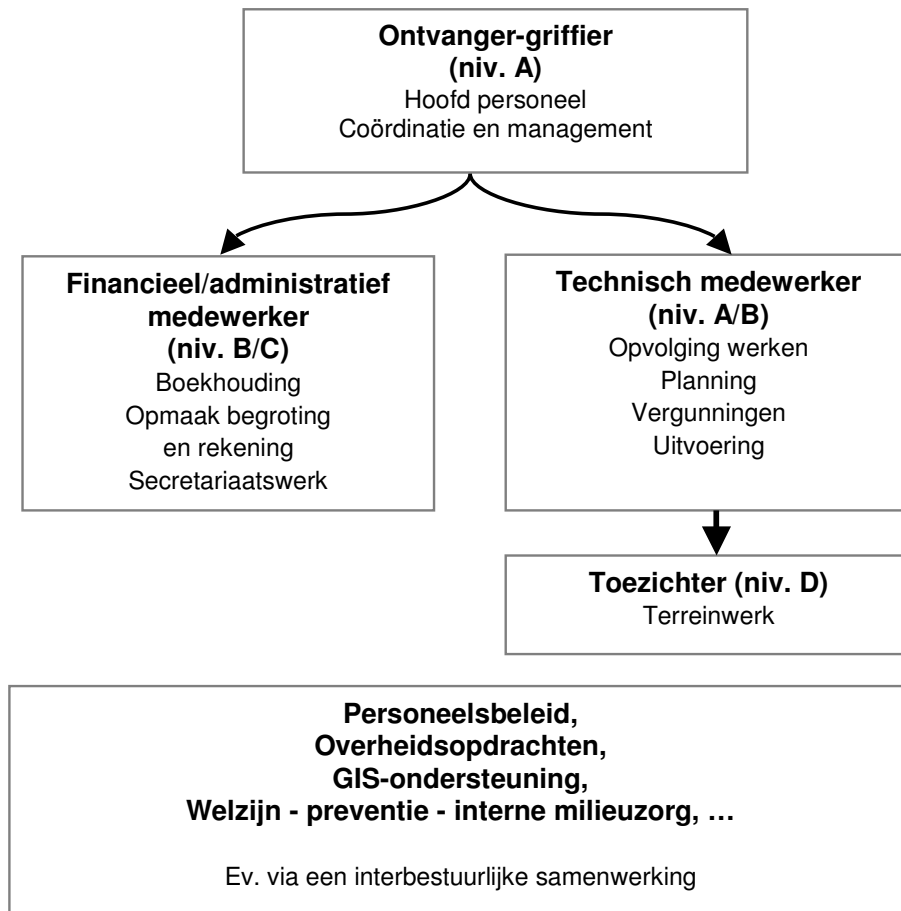 Ontvanger-griffier
(niv. A)
Hoofd personeel
Coördinatie en management
Financieel/administratief
medewerker
(niv. B/C)
Boekhouding
Opmaak begroting
en rekening
Secretariaatswerk
Technisch medewerker
(niv. A/B)
Opvolging werken
Planning
Vergunningen
Uitvoering
Toezichter (niv. D)
Terreinwerk
Personeelsbeleid,
Overheidsopdrachten,
GIS-ondersteuning,
Welzijn - preventie - interne milieuzorg, …
Ev. via een interbestuurlijke samenwerking